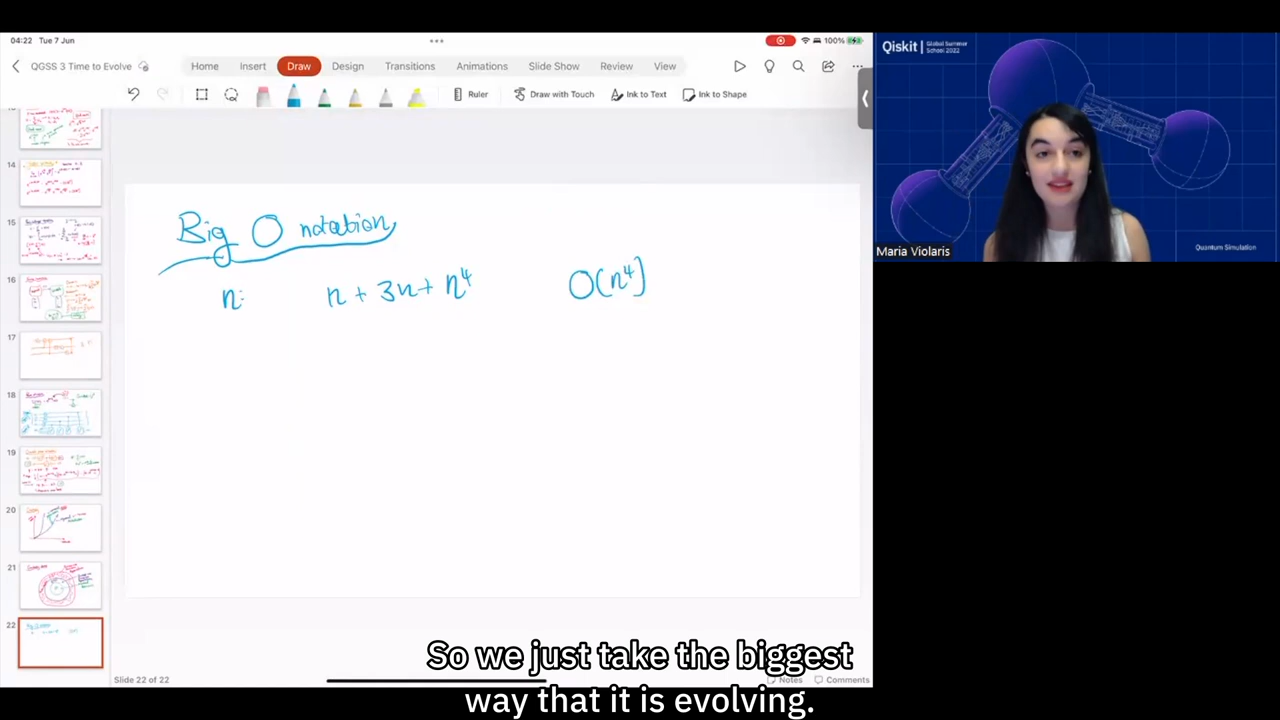 04:22 Tue 7 Jun
100%
QGSS 3 Time to Evolve
Home Insert Draw Design Transitions Animations Slide Show Review View
Ruler Draw with Touch Ink to Text Ink to Shape
14
15
16
17
18
19
20
21
22
Big O notation
n: n + 3n + n⁴ O(n⁴)
Slide 22 of 22
Notes Comments
Qiskit | Global Summer School 2022
Maria Violaris
Quantum Simulation
So we just take the biggest
way that it is evolving.